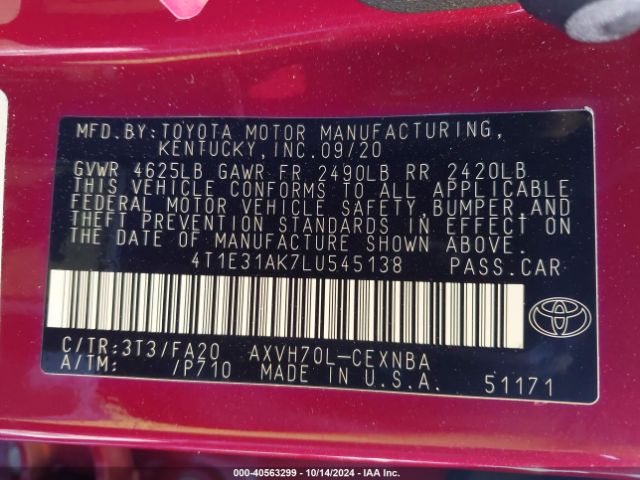 MFD.BY:TOYOTA MOTOR MANUFACTURING,
KENTUCKY,INC.09/20
GVWR 4625LB GAWR FR 2490LB RR 2420LB
THIS VEHICLE CONFORMS TO ALL APPLICABLE
FEDERAL MOTOR VEHICLE SAFETY,BUMPER,AND
THEFT PREVENTION STANDARDS IN EFFECT ON
THE DATE OF MANUFACTURE SHOWN ABOVE.
4T1E31AK7LU545138 PASS.CAR
C/TR:3T3/FA20 AXVH70L-CEXNBA
A/TM: /P710 MADE IN U.S.A. 51171
000-40563299 | 10/14/2024 | IAA Inc.